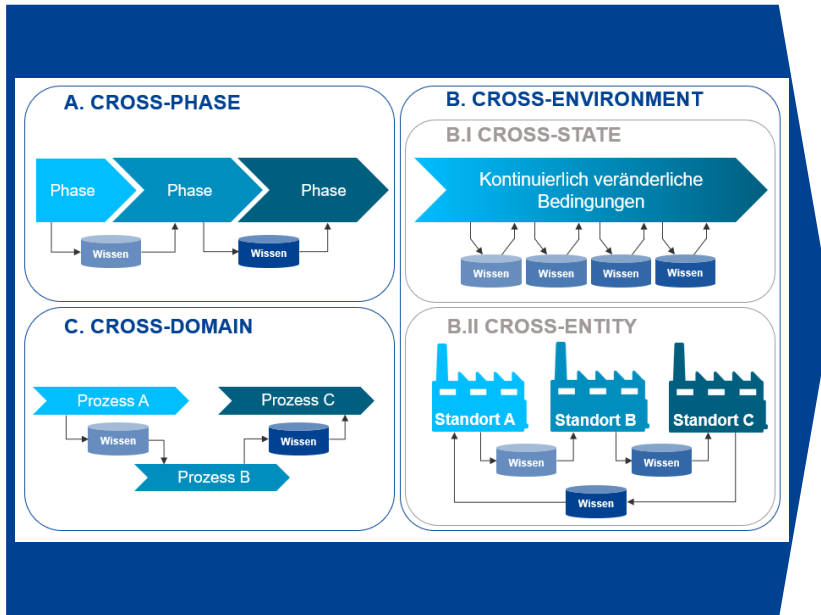 A. CROSS-PHASE
Phase
Phase
Phase
Wissen
Wissen
B. CROSS-ENVIRONMENT
B.I CROSS-STATE
Kontinuierlich veränderliche
Bedingungen
Wissen
Wissen
Wissen
Wissen
C. CROSS-DOMAIN
Prozess A
Prozess C
Wissen
Wissen
Prozess B
B.II CROSS-ENTITY
Standort A
Standort B
Standort C
Wissen
Wissen
Wissen